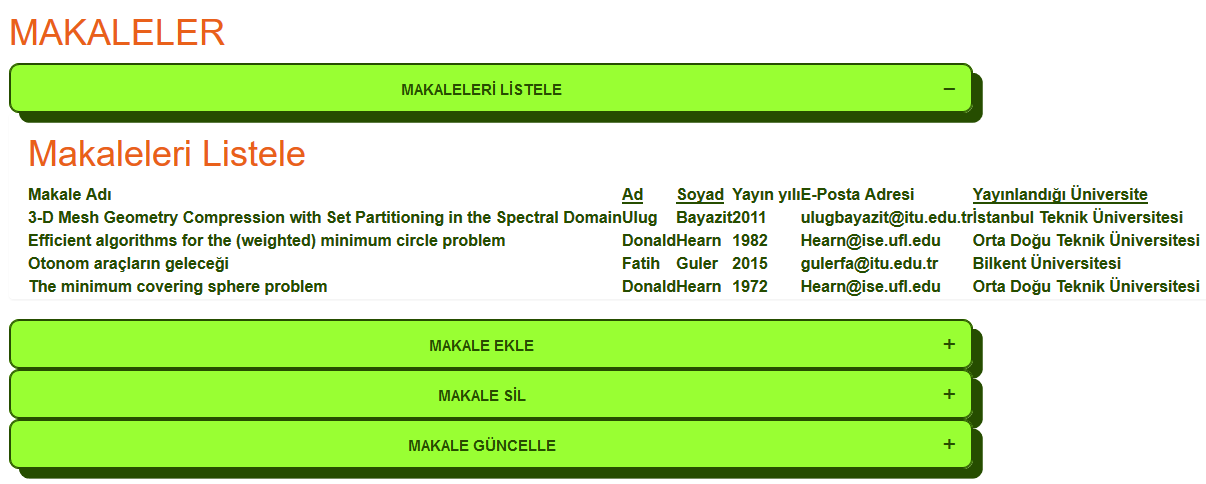 MAKALELER
MAKALELERİ LİSTELE −
Makaleleri Listele
Makale Adı Ad Soyad Yayın yılı E-Posta Adresi Yayınlandığı Üniversite
3-D Mesh Geometry Compression with Set Partitioning in the Spectral Domain Ulug Bayazit 2011 ulugbayazit@itu.edu.tr İstanbul Teknik Üniversitesi
Efficient algorithms for the (weighted) minimum circle problem Donald Hearn 1982 Hearn@ise.ufl.edu Orta Doğu Teknik Üniversitesi
Otonom araçların geleceği Fatih Guler 2015 gulerfa@itu.edu.tr Bilkent Üniversitesi
The minimum covering sphere problem Donald Hearn 1972 Hearn@ise.ufl.edu Orta Doğu Teknik Üniversitesi
MAKALE EKLE +
MAKALE SİL +
MAKALE GÜNCELLE +